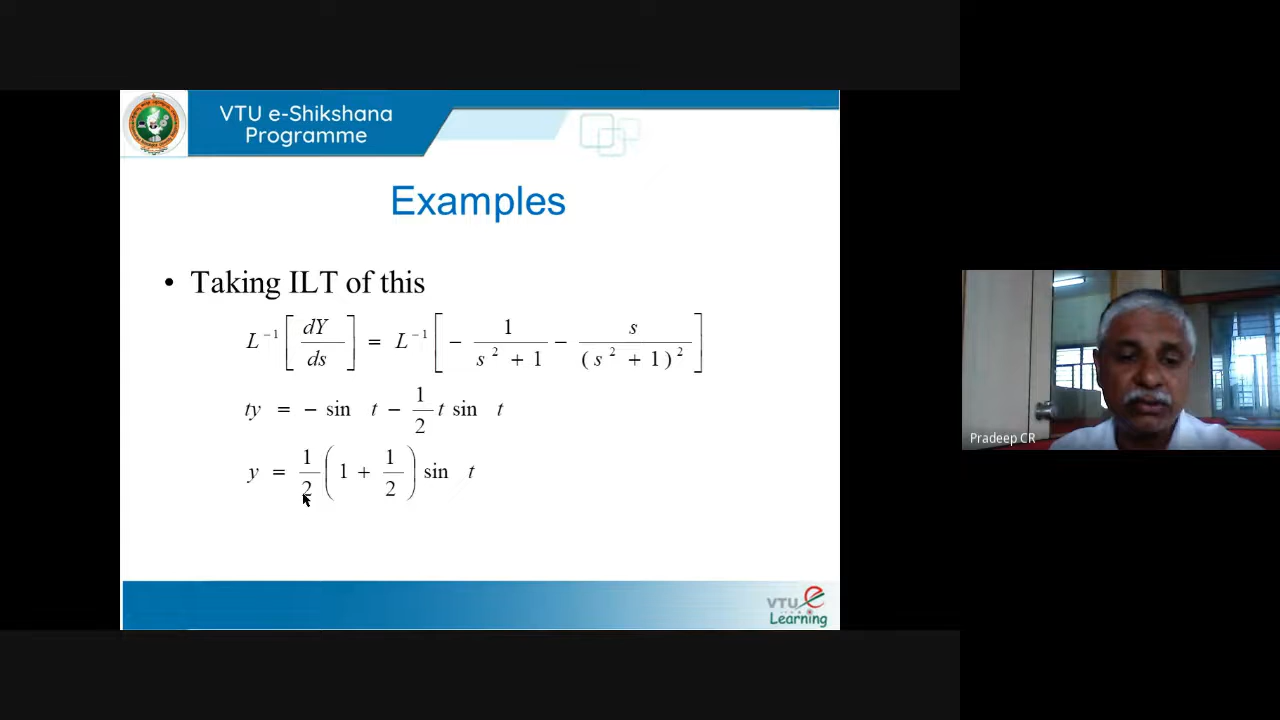 VTU e-Shikshana
Programme
Examples
• Taking ILT of this
L⁻¹ [ dY/ds ] = L⁻¹ [ − 1/(s² + 1) − s/(s² + 1)² ]
ty = − sin t − 1/2 t sin t
y = 1/2 ( 1 + 1/2 ) sin t
Pradeep CR
VTU e
Learning